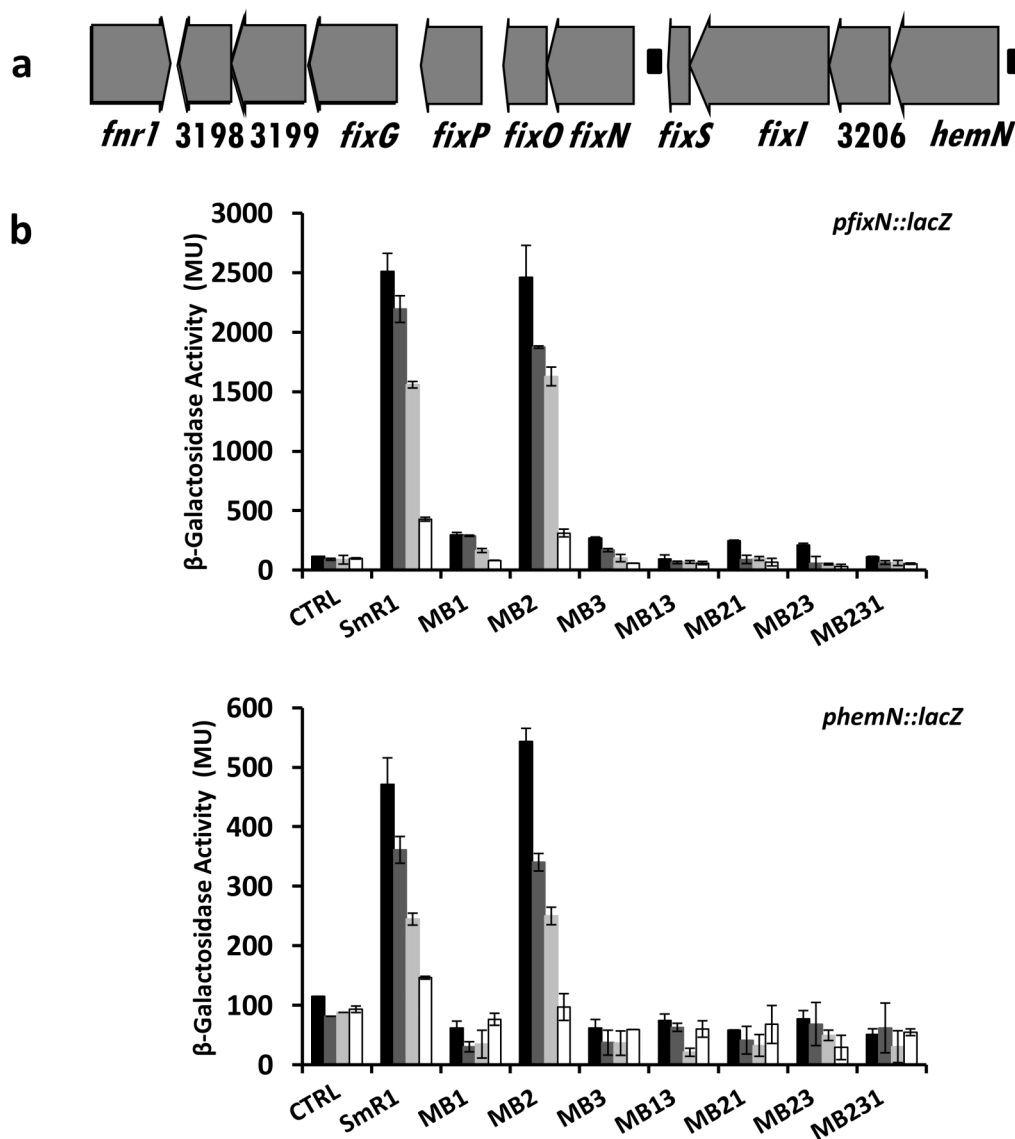 a
fnr1 3198 3199 fixG fixP fixO fixN fixS fixI 3206 hemN
b
pfixN::lacZ
β-Galactosidase Activity (MU)
3000
2500
2000
1500
1000
500
0
CTRL SmR1 MB1 MB2 MB3 MB13 MB21 MB23 MB231
phemN::lacZ
β-Galactosidase Activity (MU)
600
500
400
300
200
100
0
CTRL SmR1 MB1 MB2 MB3 MB13 MB21 MB23 MB231